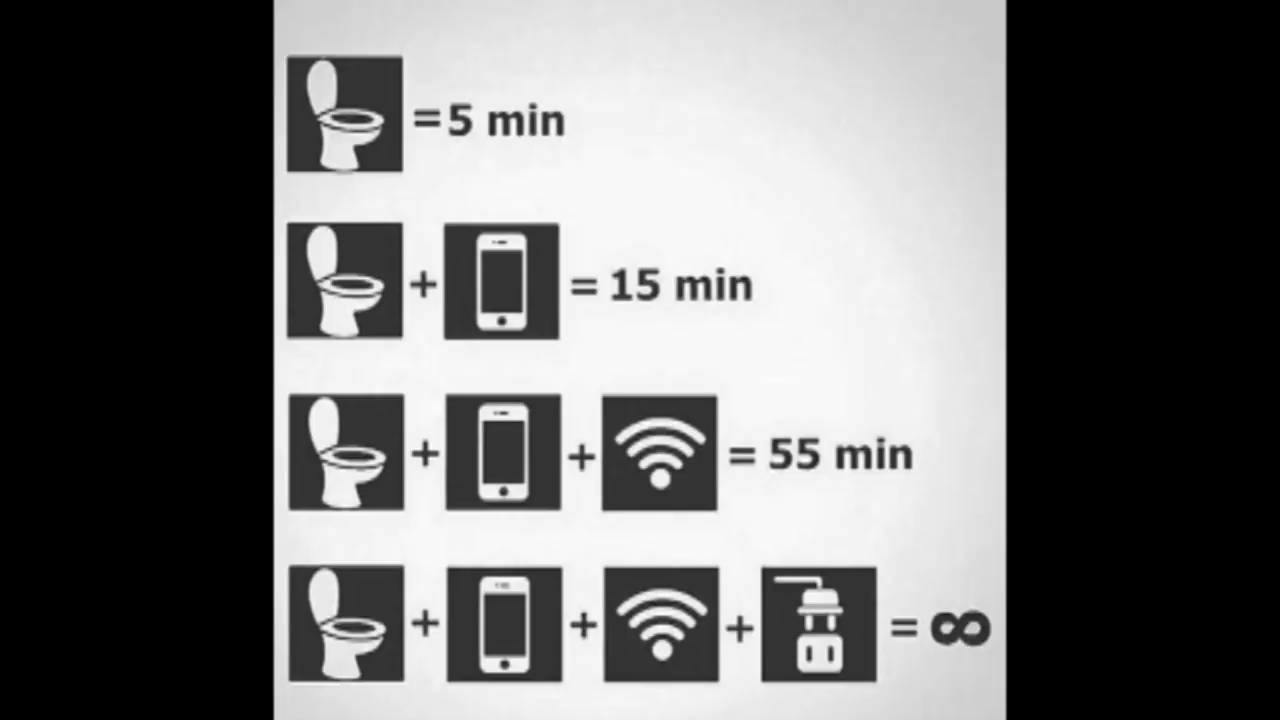 = 5 min
+ = 15 min
+ + = 55 min
+ + + = ∞